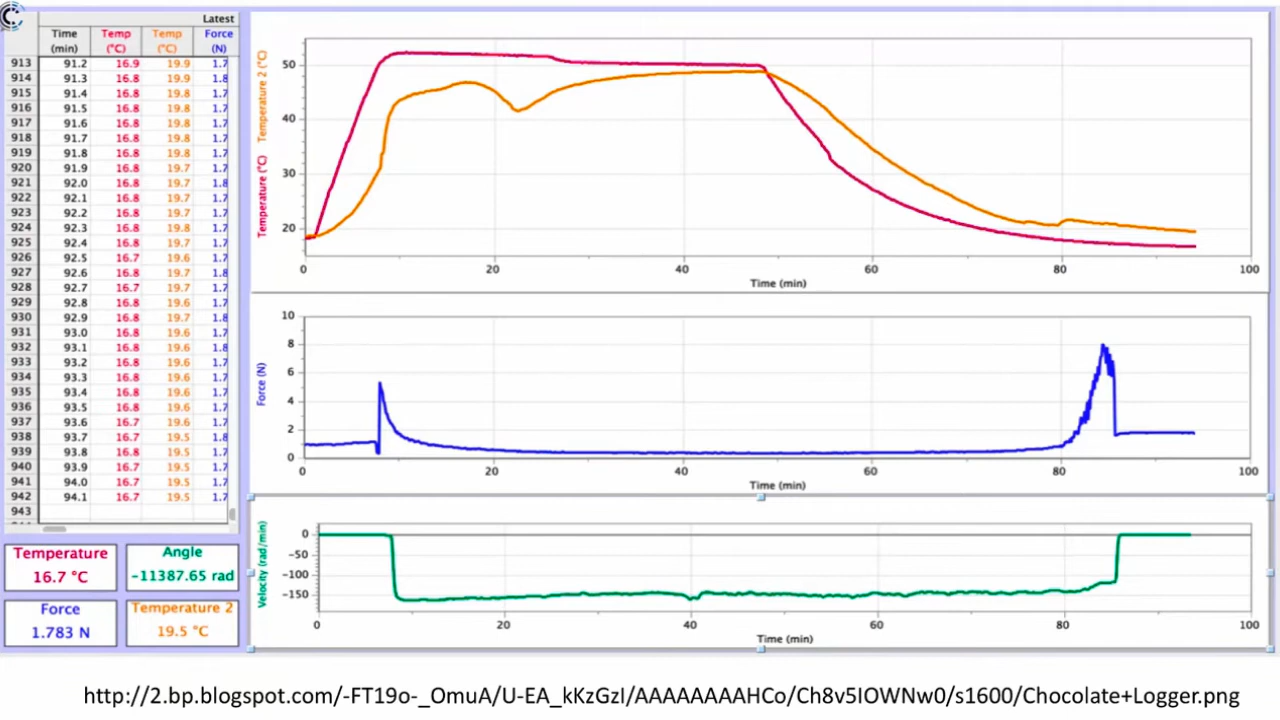 Latest
Time Temp Temp Force
(min) (°C) (°C) (N)
913 91.2 16.9 19.9 1.7
914 91.3 16.8 19.9 1.8
915 91.4 16.8 19.8 1.7
916 91.5 16.8 19.8 1.7
917 91.6 16.8 19.8 1.7
918 91.7 16.8 19.8 1.7
919 91.8 16.8 19.8 1.7
920 91.9 16.8 19.7 1.7
921 92.0 16.8 19.7 1.8
922 92.1 16.8 19.7 1.7
923 92.2 16.8 19.7 1.7
924 92.3 16.8 19.8 1.7
925 92.4 16.8 19.7 1.7
926 92.5 16.7 19.6 1.7
927 92.6 16.8 19.7 1.8
928 92.7 16.7 19.7 1.7
929 92.8 16.8 19.6 1.7
930 92.9 16.8 19.7 1.8
931 93.0 16.8 19.6 1.7
932 93.1 16.8 19.6 1.8
933 93.2 16.8 19.6 1.7
934 93.3 16.8 19.6 1.7
935 93.4 16.8 19.6 1.7
936 93.5 16.8 19.6 1.7
937 93.6 16.7 19.6 1.7
938 93.7 16.7 19.5 1.8
939 93.8 16.8 19.5 1.7
940 93.9 16.7 19.5 1.7
941 94.0 16.7 19.5 1.7
942 94.1 16.7 19.5 1.7
943
Temperature
16.7 °C
Angle
-11387.65 rad
Force
1.783 N
Temperature 2
19.5 °C
Temperature (°C) Temperature 2 (°C)
50
40
30
20
0 20 40 60 80 100
Time (min)
Force (N)
10
8
6
4
2
0
0 20 40 60 80 100
Time (min)
Velocity (rad/min)
0
-50
-100
-150
0 20 40 60 80 100
Time (min)
http://2.bp.blogspot.com/-FT19o-_OmuA/U-EA_kKzGzI/AAAAAAAAHCo/Ch8v5IOWNw0/s1600/Chocolate+Logger.png